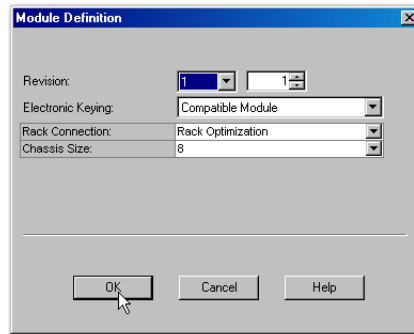 Module Definition
Revision: 1 1
Electronic Keying: Compatible Module
Rack Connection: Rack Optimization
Chassis Size: 8
OK Cancel Help